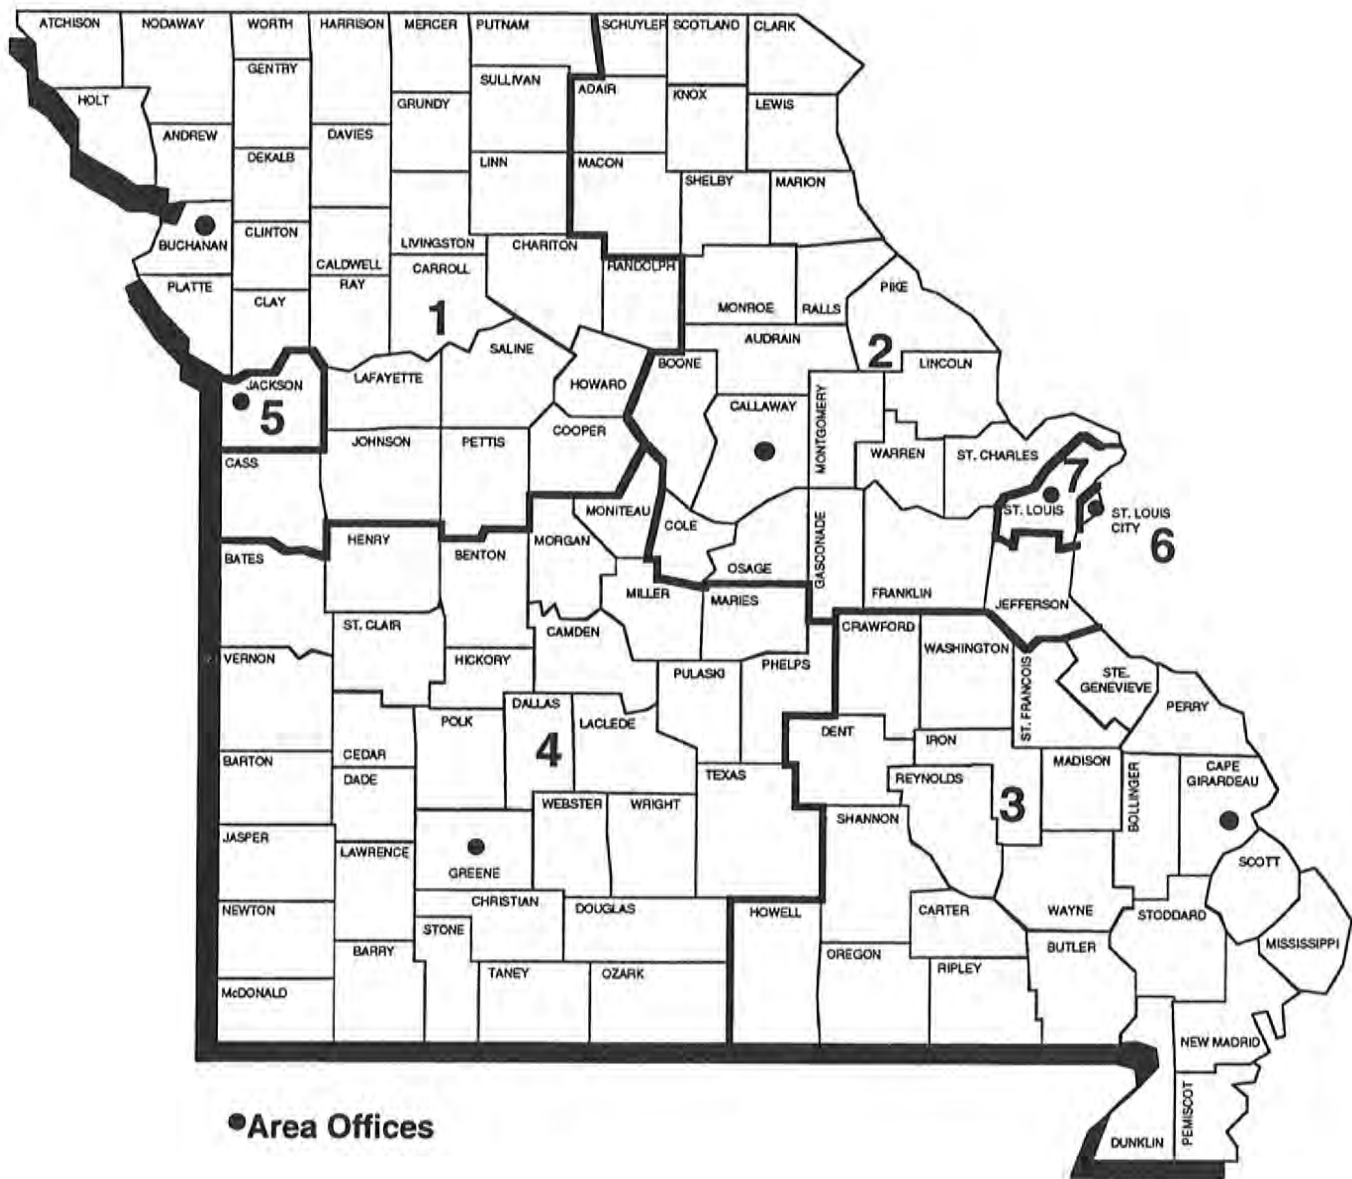 ATCHISON
NODAWAY
WORTH
HARRISON
MERCER
PUTNAM
SCHUYLER
SCOTLAND
CLARK
GENTRY
SULLIVAN
ADAIR
KNOX
LEWIS
HOLT
GRUNDY
ANDREW
DAVIES
DEKALB
LINN
MACON
SHELBY
MARION
BUCHANAN
CLINTON
LIVINGSTON
CHARITON
CALDWELL
CARROLL
RANDOLPH
PLATTE
RAY
PIKE
CLAY
1
MONROE
RALLS
AUDRAIN
2
SALINE
BOONE
LINCOLN
JACKSON
LAFAYETTE
HOWARD
5
CALLAWAY
MONTGOMERY
COOPER
JOHNSON
PETTIS
WARREN
ST. CHARLES
CASS
7
MONITEAU
ST. LOUIS
ST. LOUIS
CITY
6
COLE
HENRY
MORGAN
BENTON
BATES
OSAGE
GASCONADE
MILLER
MARIES
FRANKLIN
JEFFERSON
ST. CLAIR
CAMDEN
CRAWFORD
WASHINGTON
VERNON
HICKORY
PULASKI
PHELPS
ST. FRANCOIS
STE.
GENEVIEVE
DALLAS
PERRY
POLK
LACLEDE
DENT
IRON
4
CEDAR
BARTON
MADISON
CAPE
GIRARDEAU
DADE
TEXAS
REYNOLDS
BOLLINGER
3
WEBSTER
WRIGHT
SHANNON
JASPER
LAWRENCE
GREENE
SCOTT
CHRISTIAN
DOUGLAS
HOWELL
CARTER
WAYNE
NEWTON
STODDARD
STONE
BARRY
OREGON
BUTLER
MISSISSIPPI
TANEY
OZARK
RIPLEY
McDONALD
NEW MADRID
PEMISCOT
DUNKLIN
Area Offices